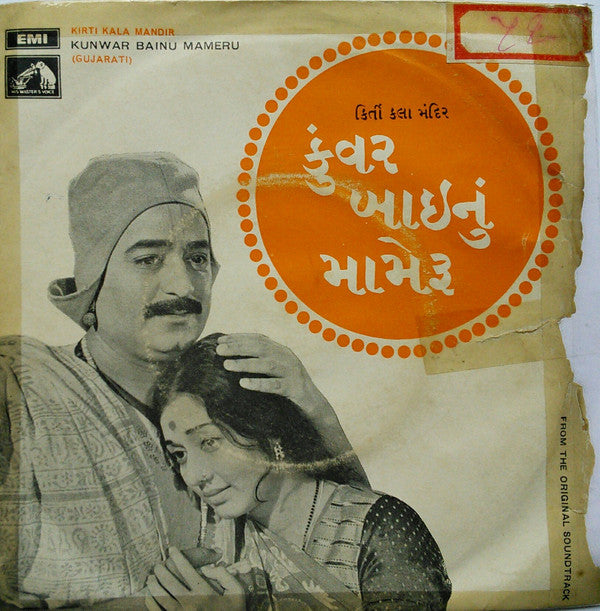 EMI
HIS MASTER'S VOICE
KIRTI KALA MANDIR
KUNWAR BAINU MAMERU
(GUJARATI)
કિર્તી કલા મંદિર
કુંવર
બાઇનું
મામેરૂ
FROM THE ORIGINAL SOUNDTRACK